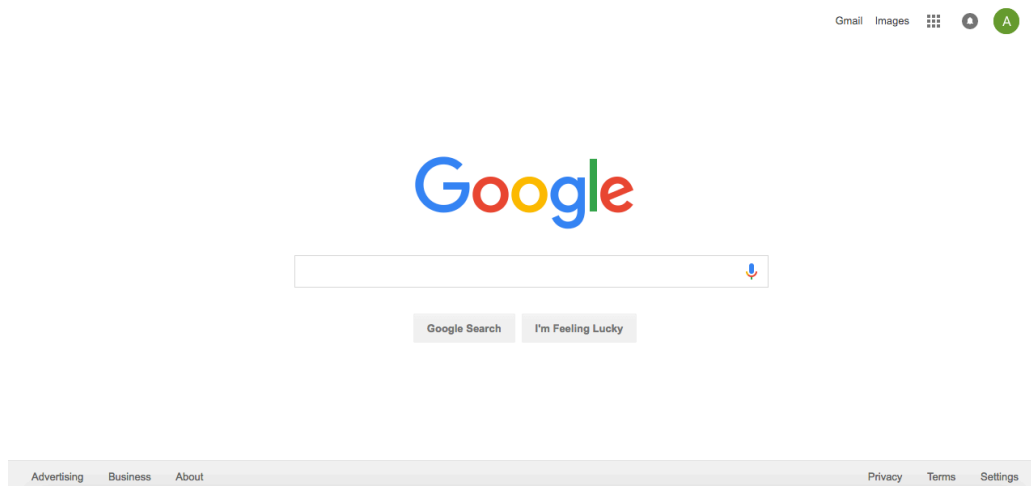 Gmail Images A
Google
Google Search I'm Feeling Lucky
Advertising Business About Privacy Terms Settings